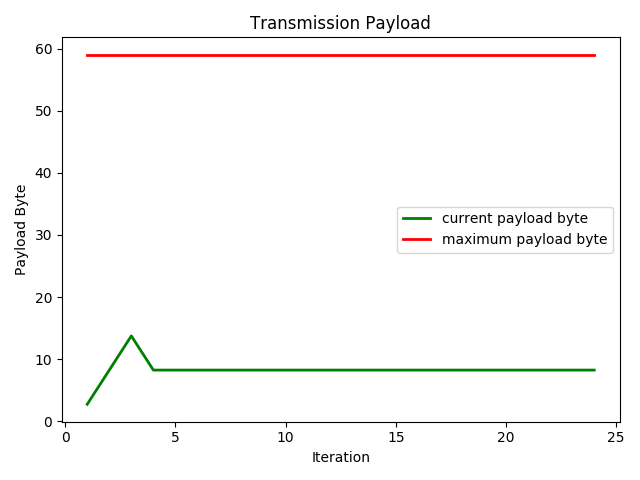 Transmission Payload
60
50
40
30
20
10
0
Payload Byte
current payload byte
maximum payload byte
0 5 10 15 20 25
Iteration